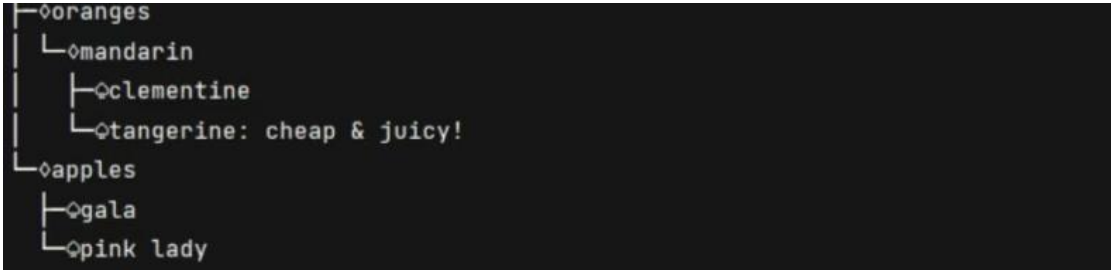 ├─◊oranges
│ └─◊mandarin
│   ├─♤clementine
│   └─♤tangerine: cheap & juicy!
└─◊apples
  ├─♤gala
  └─♤pink lady